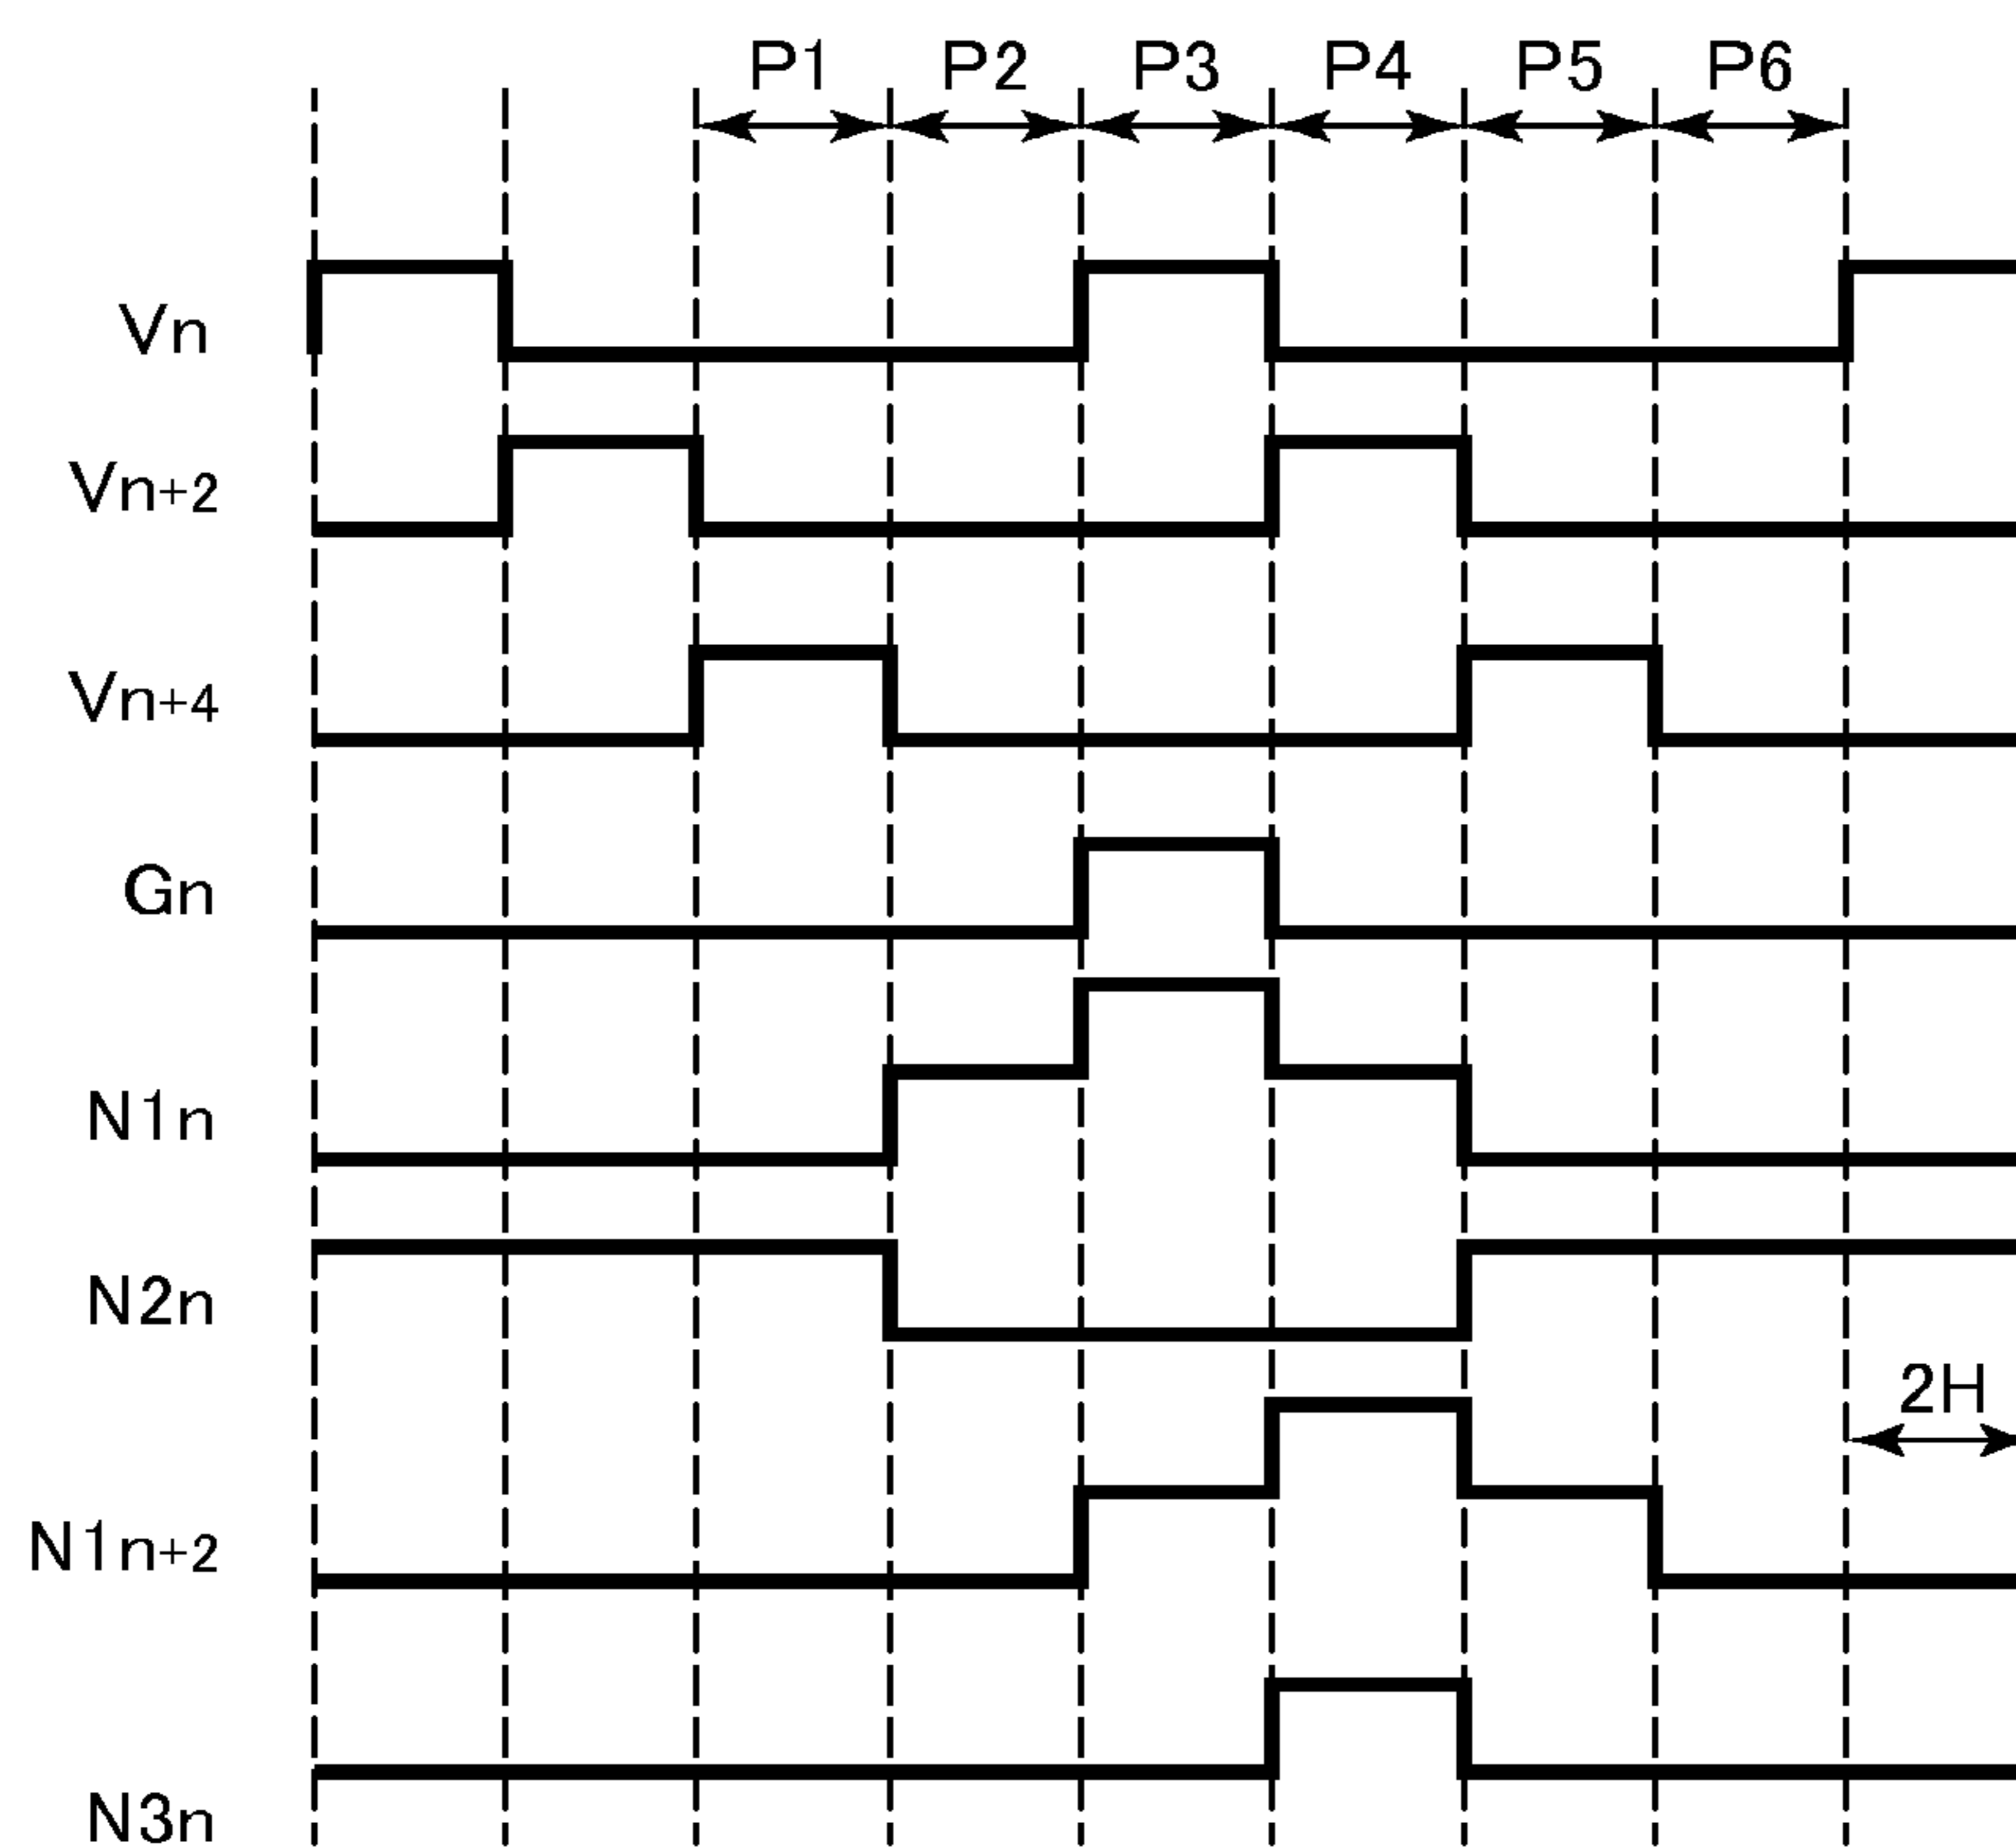 P1 P2 P3 P4 P5 P6
Vn
Vn+2
Vn+4
Gn
N1n
N2n
2H
N1n+2
N3n